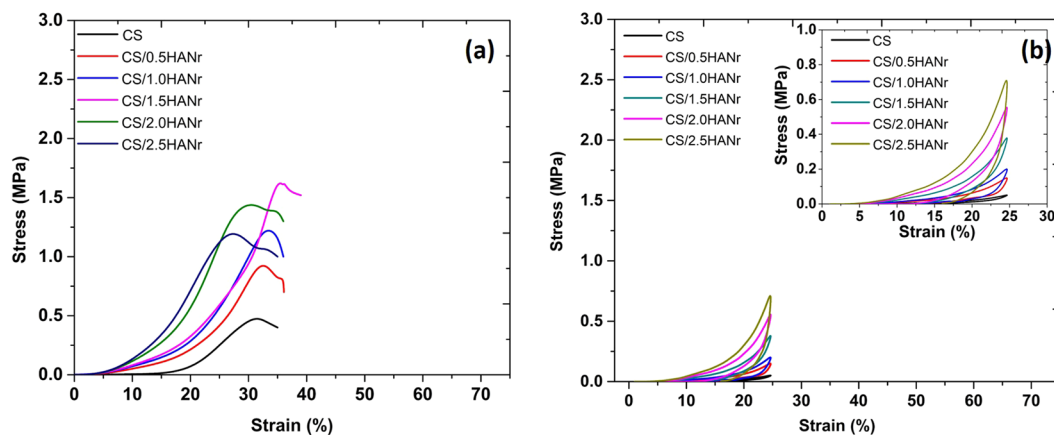 (a)
CS
CS/0.5HANr
CS/1.0HANr
CS/1.5HANr
CS/2.0HANr
CS/2.5HANr
Stress (MPa)
3.0
2.5
2.0
1.5
1.0
0.5
0.0
0 10 20 30 40 50 60 70
Strain (%)
(b)
CS
CS/0.5HANr
CS/1.0HANr
CS/1.5HANr
CS/2.0HANr
CS/2.5HANr
Stress (MPa)
3.0
2.5
2.0
1.5
1.0
0.5
0.0
0 10 20 30 40 50 60 70
Strain (%)
CS
CS/0.5HANr
CS/1.0HANr
CS/1.5HANr
CS/2.0HANr
CS/2.5HANr
Stress (MPa)
1.0
0.8
0.6
0.4
0.2
0.0
0 5 10 15 20 25 30
Strain (%)